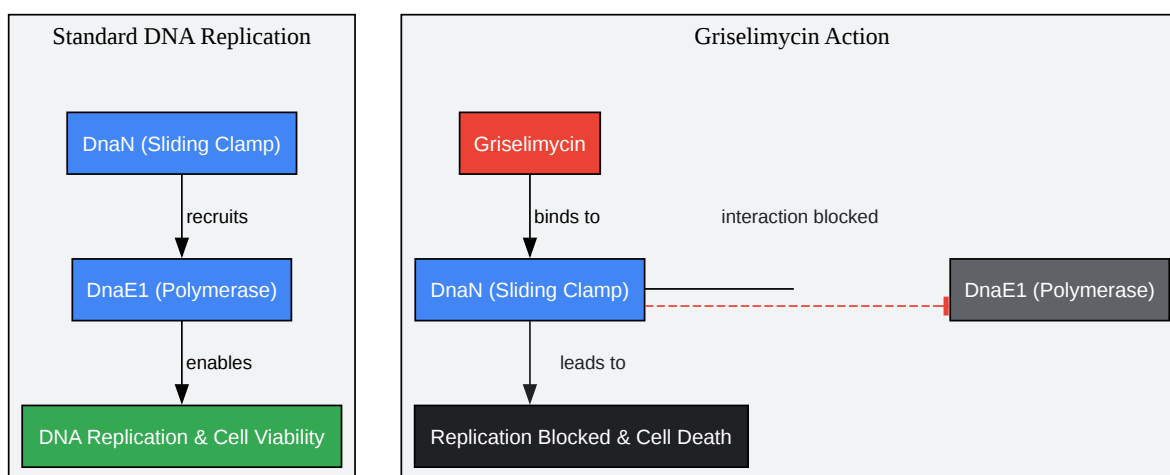 Standard DNA Replication
DnaN (Sliding Clamp)
recruits
DnaE1 (Polymerase)
enables
DNA Replication & Cell Viability
Griselimycin Action
Griselimycin
binds to
interaction blocked
DnaN (Sliding Clamp)
DnaE1 (Polymerase)
leads to
Replication Blocked & Cell Death